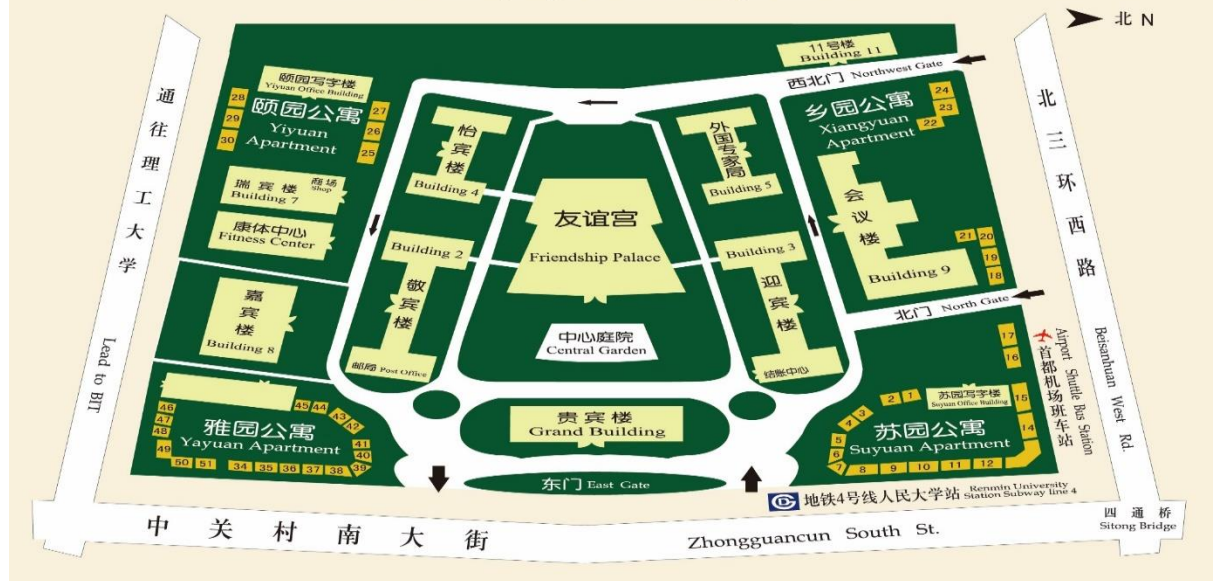 北 N
11号楼
Building 11
西北门 Northwest Gate
颐园写字楼
Yiyuan Office Building
颐园公寓
Yiyuan
Apartment
28
29
30
27
26
25
怡宾楼
Building 4
外国专家局
Building 5
乡园公寓
Xiangyuan
Apartment
24
23
22
通往理工大学
Lead to BIT
瑞宾楼
Building 7
商场
Shop
康体中心
Fitness Center
友谊宫
Friendship Palace
会议楼
Building 9
21
20
19
18
北三环西路
Beisanhuan West Rd.
Building 2
敬宾楼
邮局 Post Office
Building 3
迎宾楼
结账中心
中心庭院
Central Garden
嘉宾楼
Building 8
北门 North Gate
17
16
首都机场班车站
Airport Shuttle Bus Station
贵宾楼
Grand Building
雅园公寓
Yayuan Apartment
46
47
48
49
50
51
34
35
36
37
38
39
40
41
42
43
44
45
苏园写字楼
Suyuan Office Building
苏园公寓
Suyuan Apartment
1
2
3
4
5
6
7
8
9
10
11
12
14
15
东门 East Gate
地铁4号线人民大学站 Renmin University
Station Subway line 4
中关村南大街
Zhongguancun South St.
四通桥
Sitong Bridge